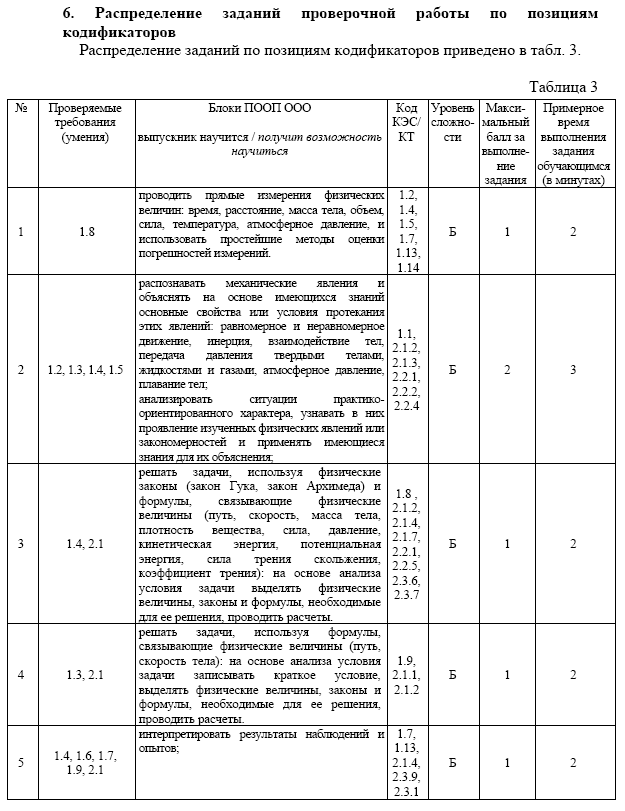 6. Распределение заданий проверочной работы по позициям
кодификаторов
Распределение заданий по позициям кодификаторов приведено в табл. 3.
Таблица 3
№
Проверяемые
требования
(умения)
Блоки ПООП ООО
выпускник научится / получит возможность
научиться
Код
КЭС/
КТ
Уровень
сложно-
сти
Макси-
мальный
балл за
выполне-
ние
задания
Примерное
время
выполнения
задания
обучающимся
(в минутах)
1
1.8
проводить прямые измерения физических
величин: время, расстояние, масса тела, объем,
сила, температура, атмосферное давление, и
использовать простейшие методы оценки
погрешностей измерений.
1.2,
1.4,
1.5,
1.7,
1.13,
1.14
Б
1
2
2
1.2, 1.3, 1.4, 1.5
распознавать механические явления и
объяснять на основе имеющихся знаний
основные свойства или условия протекания
этих явлений: равномерное и неравномерное
движение, инерция, взаимодействие тел,
передача давления твердыми телами,
жидкостями и газами, атмосферное давление,
плавание тел;
анализировать ситуации практико-
ориентированного характера, узнавать в них
проявление изученных физических явлений или
закономерностей и применять имеющиеся
знания для их объяснения;
1.1,
2.1.2,
2.1.3,
2.2.1,
2.2.2,
2.2.4
Б
2
3
3
1.4, 2.1
решать задачи, используя физические
законы (закон Гука, закон Архимеда) и
формулы, связывающие физические
величины (путь, скорость, масса тела,
плотность вещества, сила, давление,
кинетическая энергия, потенциальная
энергия, сила трения скольжения,
коэффициент трения): на основе анализа
условия задачи выделять физические
величины, законы и формулы, необходимые
для ее решения, проводить расчеты.
1.8 ,
2.1.2,
2.1.4,
2.1.7,
2.2.1,
2.2.5,
2.3.6,
2.3.7
Б
1
2
4
1.3, 2.1
решать задачи, используя формулы,
связывающие физические величины (путь,
скорость тела): на основе анализа условия
задачи записывать краткое условие,
выделять физические величины, законы и
формулы, необходимые для ее решения,
проводить расчеты.
1.9,
2.1.1,
2.1.2
Б
1
2
5
1.4, 1.6, 1.7,
1.9, 2.1
интерпретировать результаты наблюдений и
опытов;
1.7,
1.13,
2.1.4,
2.3.9,
2.3.1
Б
1
2